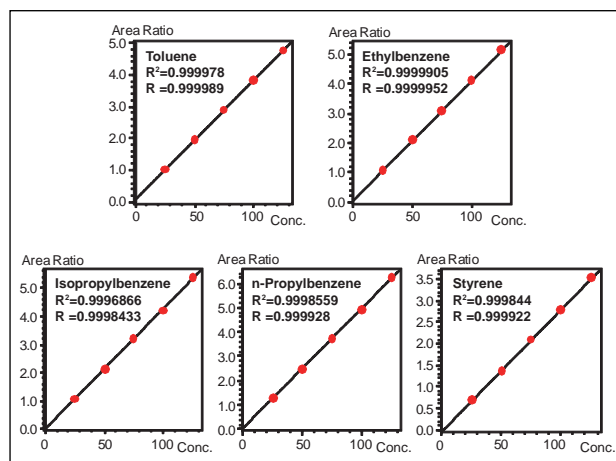 Area Ratio
5.0
4.0
3.0
2.0
1.0
0.0
Toluene
R²=0.999978
R =0.999989
0
50
100
Conc.
Area Ratio
5.0
4.0
3.0
2.0
1.0
0.0
Ethylbenzene
R²=0.9999905
R =0.9999952
0
50
100
Conc.
Area Ratio
5.0
4.0
3.0
2.0
1.0
0.0
Isopropylbenzene
R²=0.9996866
R =0.9998433
0
50
100
Conc.
Area Ratio
6.0
5.0
4.0
3.0
2.0
1.0
0.0
n-Propylbenzene
R²=0.9998559
R =0.999928
0
50
100
Conc.
Area Ratio
3.5
3.0
2.5
2.0
1.5
1.0
0.5
0.0
Styrene
R²=0.999844
R =0.999922
0
50
100
Conc.